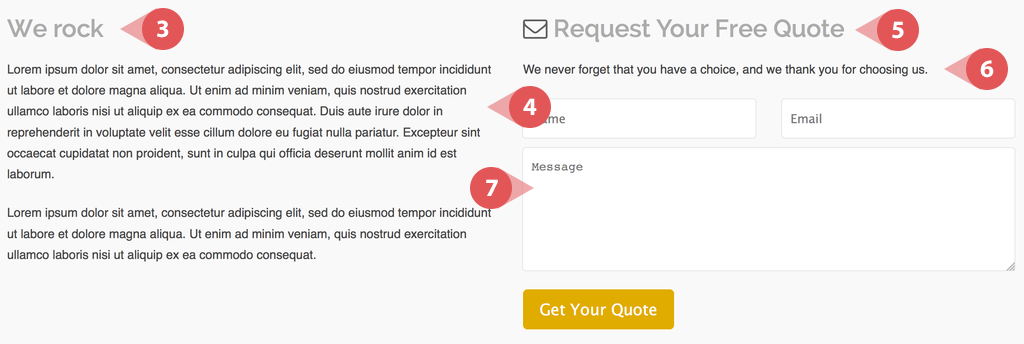 We rock
3
Lorem ipsum dolor sit amet, consectetur adipiscing elit, sed do eiusmod tempor incididunt
ut labore et dolore magna aliqua. Ut enim ad minim veniam, quis nostrud exercitation
ullamco laboris nisi ut aliquip ex ea commodo consequat. Duis aute irure dolor in
reprehenderit in voluptate velit esse cillum dolore eu fugiat nulla pariatur. Excepteur sint
occaecat cupidatat non proident, sunt in culpa qui officia deserunt mollit anim id est
laborum.
4
Lorem ipsum dolor sit amet, consectetur adipiscing elit, sed do eiusmod tempor incididunt
ut labore et dolore magna aliqua. Ut enim ad minim veniam, quis nostrud exercitation
ullamco laboris nisi ut aliquip ex ea commodo consequat.
Request Your Free Quote
5
We never forget that you have a choice, and we thank you for choosing us.
6
Name
Email
Message
7
Get Your Quote